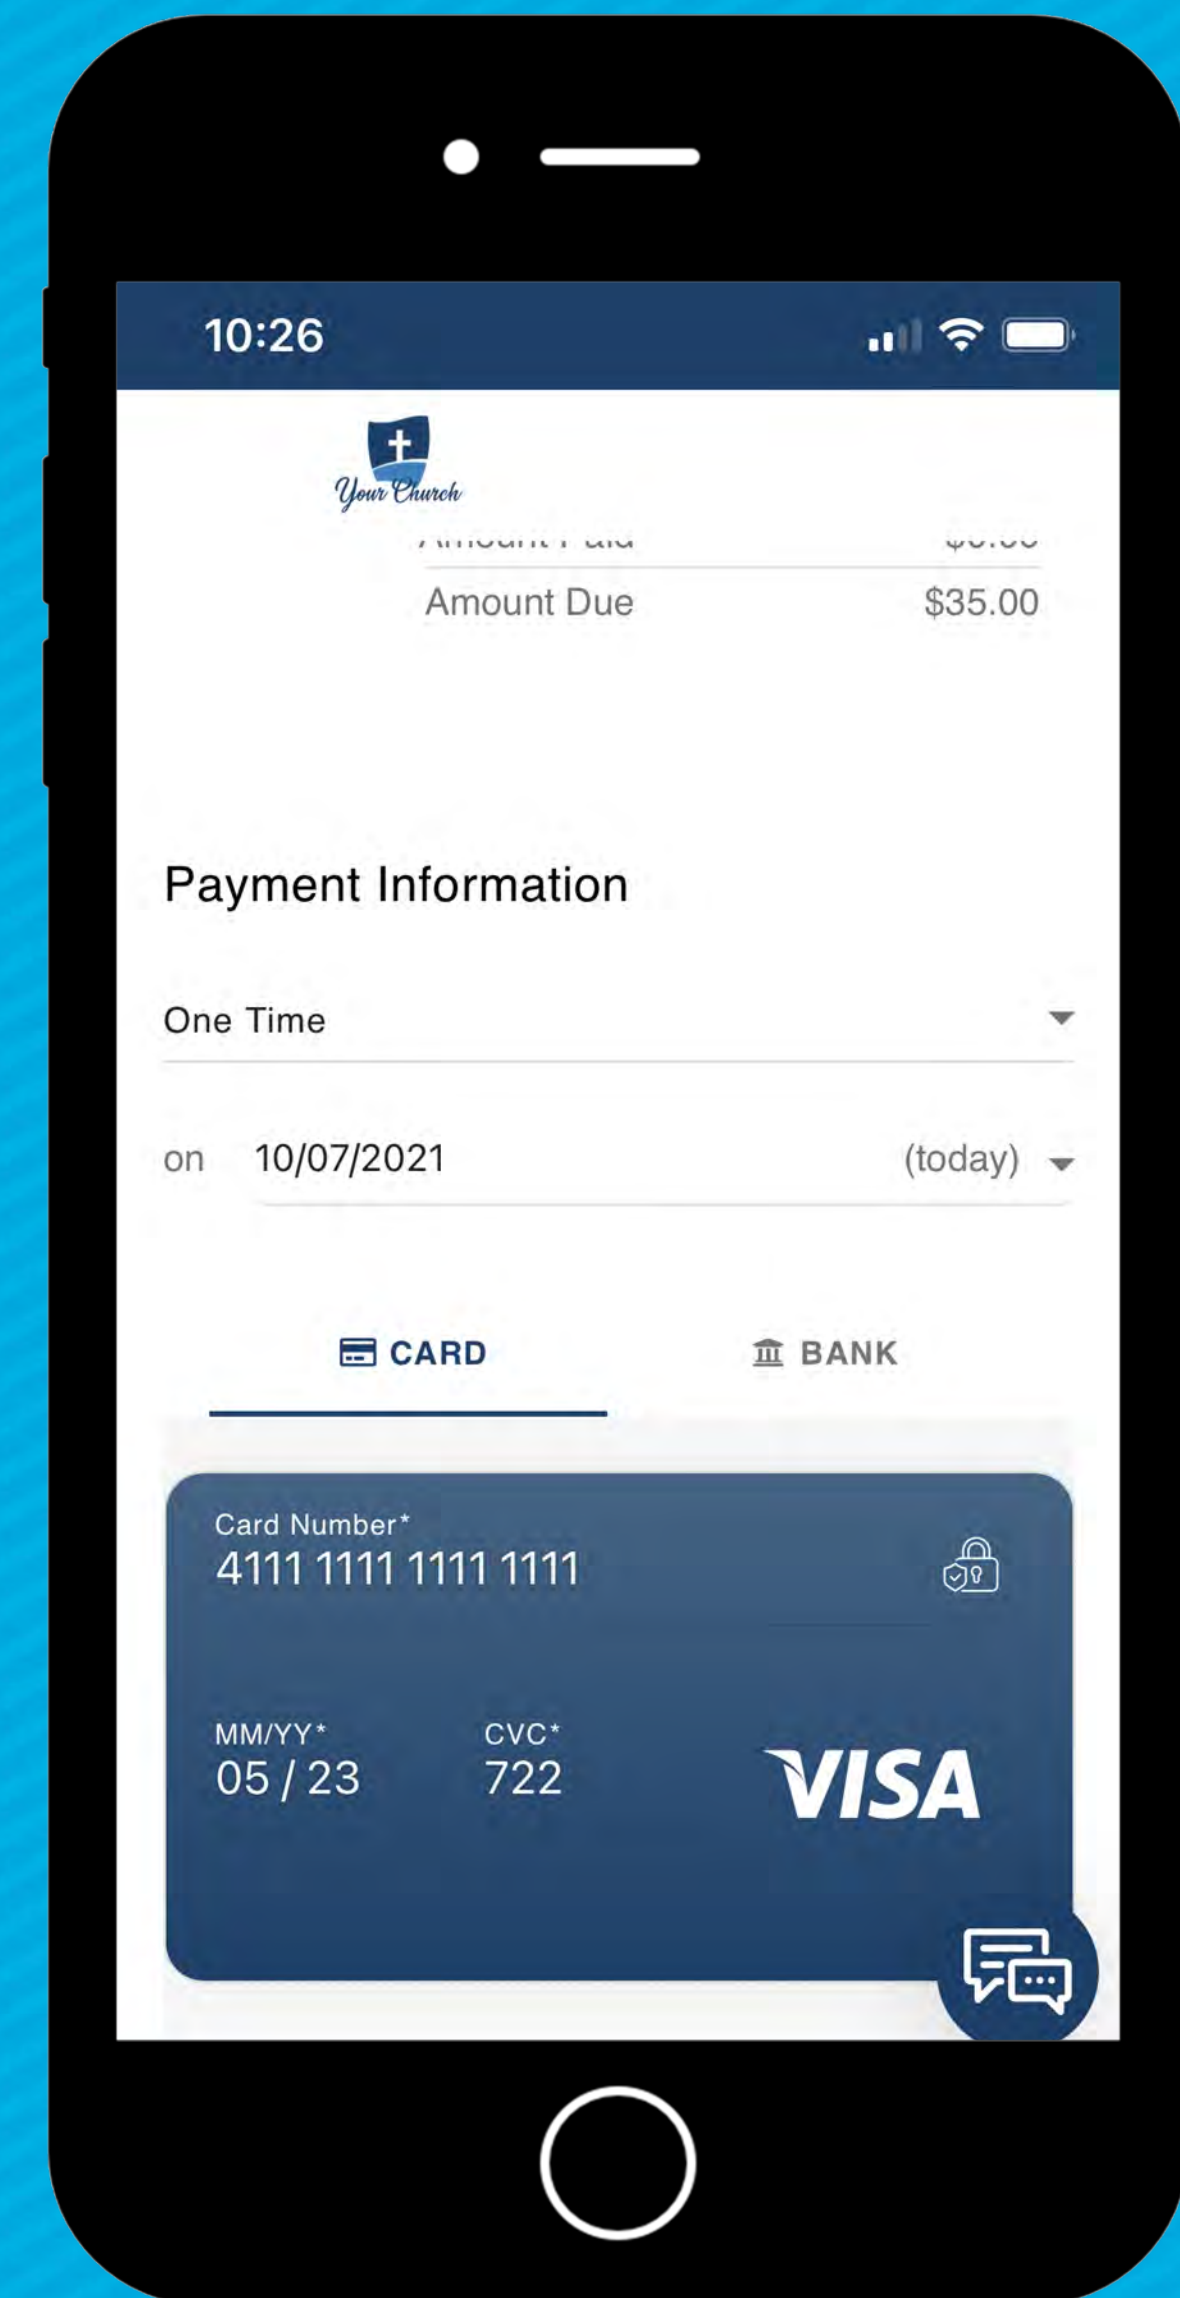 10:26
Your Church
Amount Due $35.00
Payment Information
One Time
on 10/07/2021 (today)
CARD BANK
Card Number*
4111 1111 1111 1111
MM/YY* CVC*
05 / 23 722
VISA